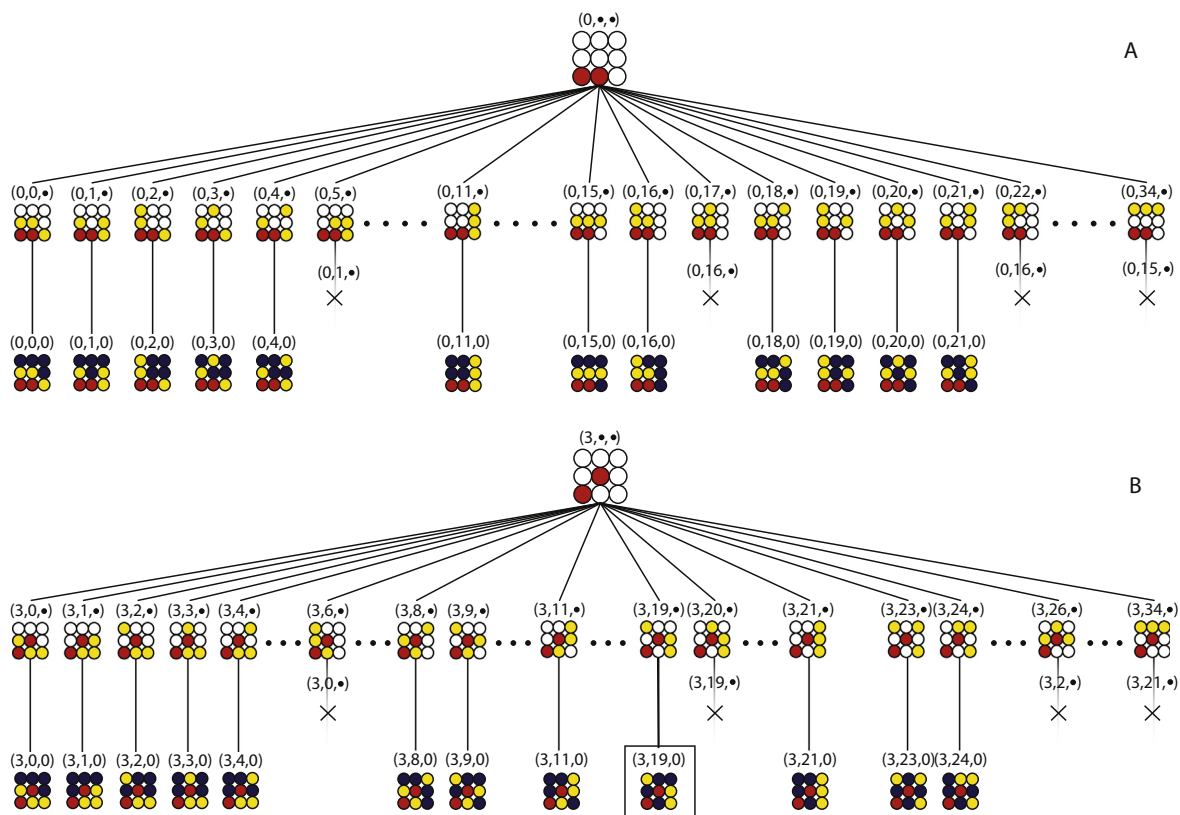 (0,•,•)
A
(0,0,•) (0,1,•) (0,2,•) (0,3,•) (0,4,•) (0,5,•) (0,11,•) (0,15,•) (0,16,•) (0,17,•) (0,18,•) (0,19,•) (0,20,•) (0,21,•) (0,22,•) (0,34,•)
(0,1,•) (0,16,•) (0,16,•) (0,15,•)
(0,0,0) (0,1,0) (0,2,0) (0,3,0) (0,4,0) (0,11,0) (0,15,0) (0,16,0) (0,18,0) (0,19,0) (0,20,0) (0,21,0)
(3,•,•)
B
(3,0,•) (3,1,•) (3,2,•) (3,3,•) (3,4,•) (3,6,•) (3,8,•) (3,9,•) (3,11,•) (3,19,•) (3,20,•) (3,21,•) (3,23,•) (3,24,•) (3,26,•) (3,34,•)
(3,0,•) (3,19,•) (3,2,•) (3,21,•)
(3,0,0) (3,1,0) (3,2,0) (3,3,0) (3,4,0) (3,8,0) (3,9,0) (3,11,0) (3,19,0) (3,21,0) (3,23,0) (3,24,0)